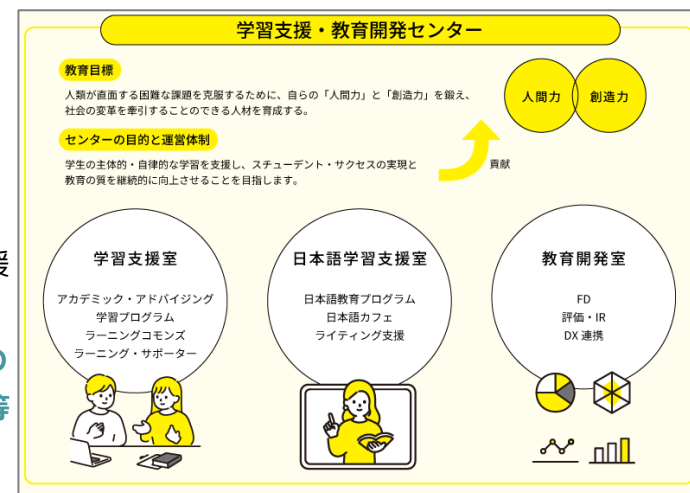 学習支援・教育開発センター
教育目標
人類が直面する困難な課題を克服するために、自らの「人間力」と「創造力」を鍛え、
社会の変革を牽引することのできる人材を育成する。
人間力
創造力
センターの目的と運営体制
学生の主体的・自律的な学習を支援し、スチューデント・サクセスの実現と
教育の質を継続的に向上させることを目指します。
貢献
学習支援室
アカデミック・アドバイジング
学習プログラム
ラーニングコモンズ
ラーニング・サポーター
日本語学習支援室
日本語教育プログラム
日本語カフェ
ライティング支援
教育開発室
FD
評価・IR
DX 連携
援
の
等